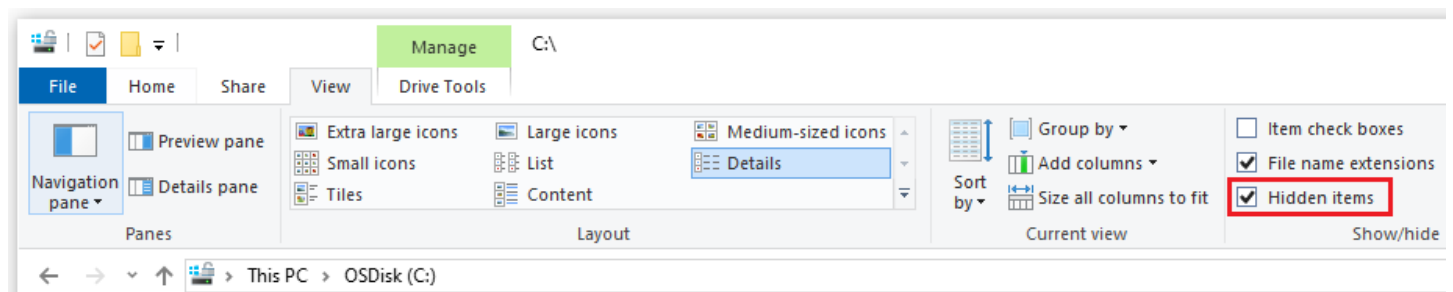 Manage C:\
File Home Share View Drive Tools
Navigation pane
Preview pane
Details pane
Panes
Extra large icons Large icons Medium-sized icons
Small icons List Details
Tiles Content
Layout
Sort by
Group by
Add columns
Size all columns to fit
Current view
Item check boxes
File name extensions
Hidden items
Show/hide
This PC > OSDisk (C:)